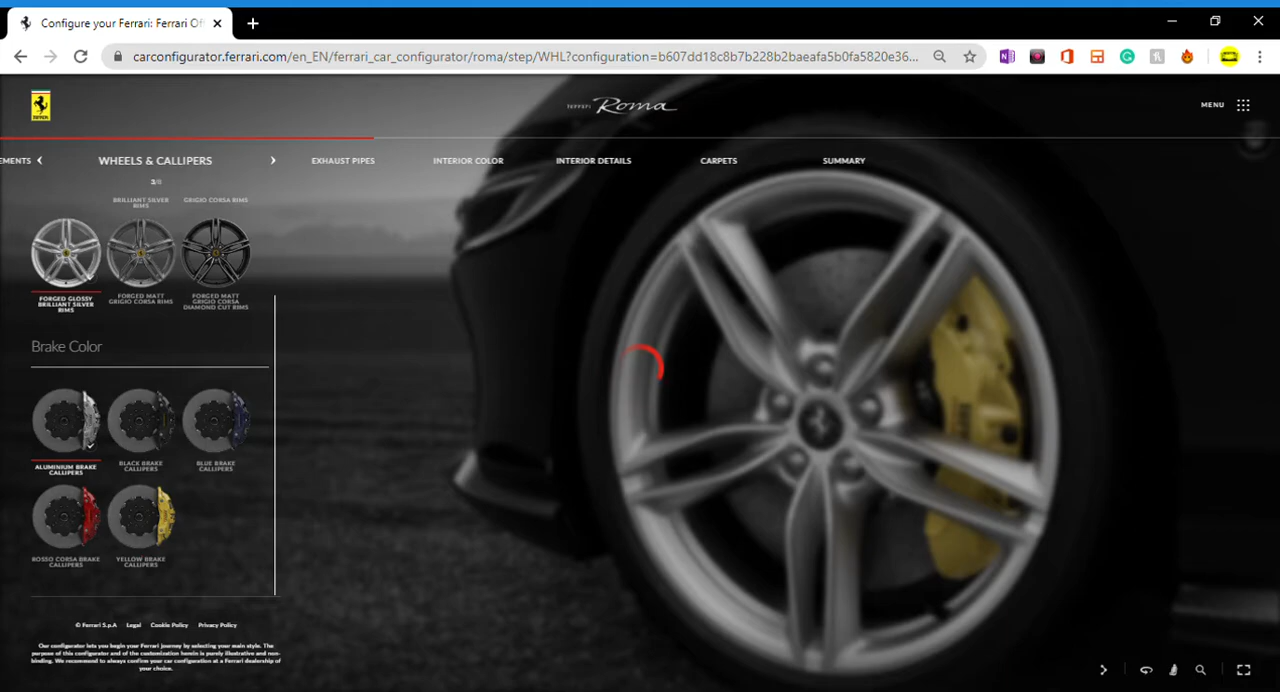 Configure your Ferrari: Ferrari Of
carconfigurator.ferrari.com/en_EN/ferrari_car_configurator/roma/step/WHL?configuration=b607dd18c8b7b228b2baeafa5b0fa5820e36...
FERRARI Roma
MENU
EMENTS
WHEELS & CALLIPERS
EXHAUST PIPES
INTERIOR COLOR
INTERIOR DETAILS
CARPETS
SUMMARY
BRILLIANT SILVER
RIMS
GRIGIO CORSA RIMS
FORGED GLOSSY
BRILLIANT SILVER
RIMS
FORGED MATT
GRIGIO CORSA RIMS
FORGED MATT
GRIGIO CORSA
DIAMOND CUT RIMS
Brake Color
ALUMINIUM BRAKE
CALLIPERS
BLACK BRAKE
CALLIPERS
BLUE BRAKE
CALLIPERS
ROSSO CORSA BRAKE
CALLIPERS
YELLOW BRAKE
CALLIPERS
© Ferrari S.p.A Legal Cookie Policy Privacy Policy
Our configurator lets you begin your Ferrari journey by selecting your main style. The
purpose of this configurator and of the customization herein is purely illustrative and non-
binding. We recommend to always confirm your car configuration at a Ferrari dealership of
your choice.